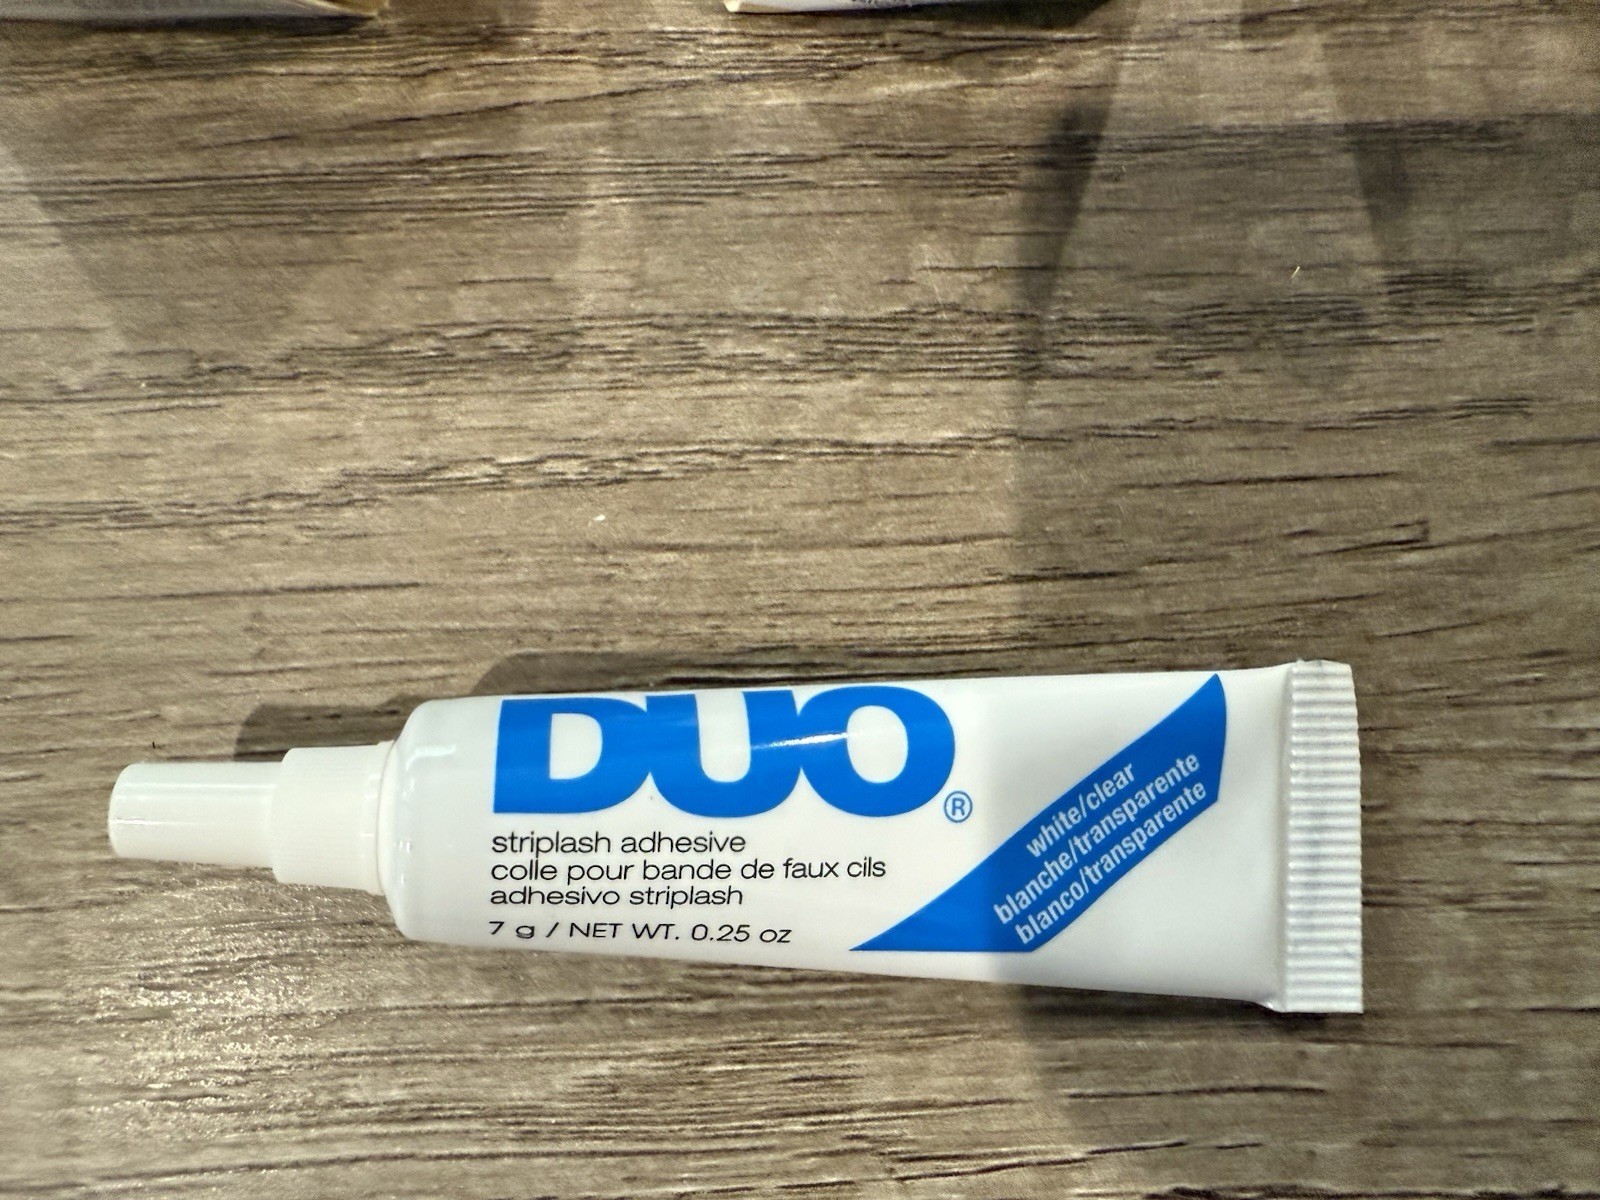 DUO®
striplash adhesive
colle pour bande de faux cils
adhesivo striplash
7 g / NET WT. 0.25 oz
white/clear
blanche/transparente
blanco/transparente